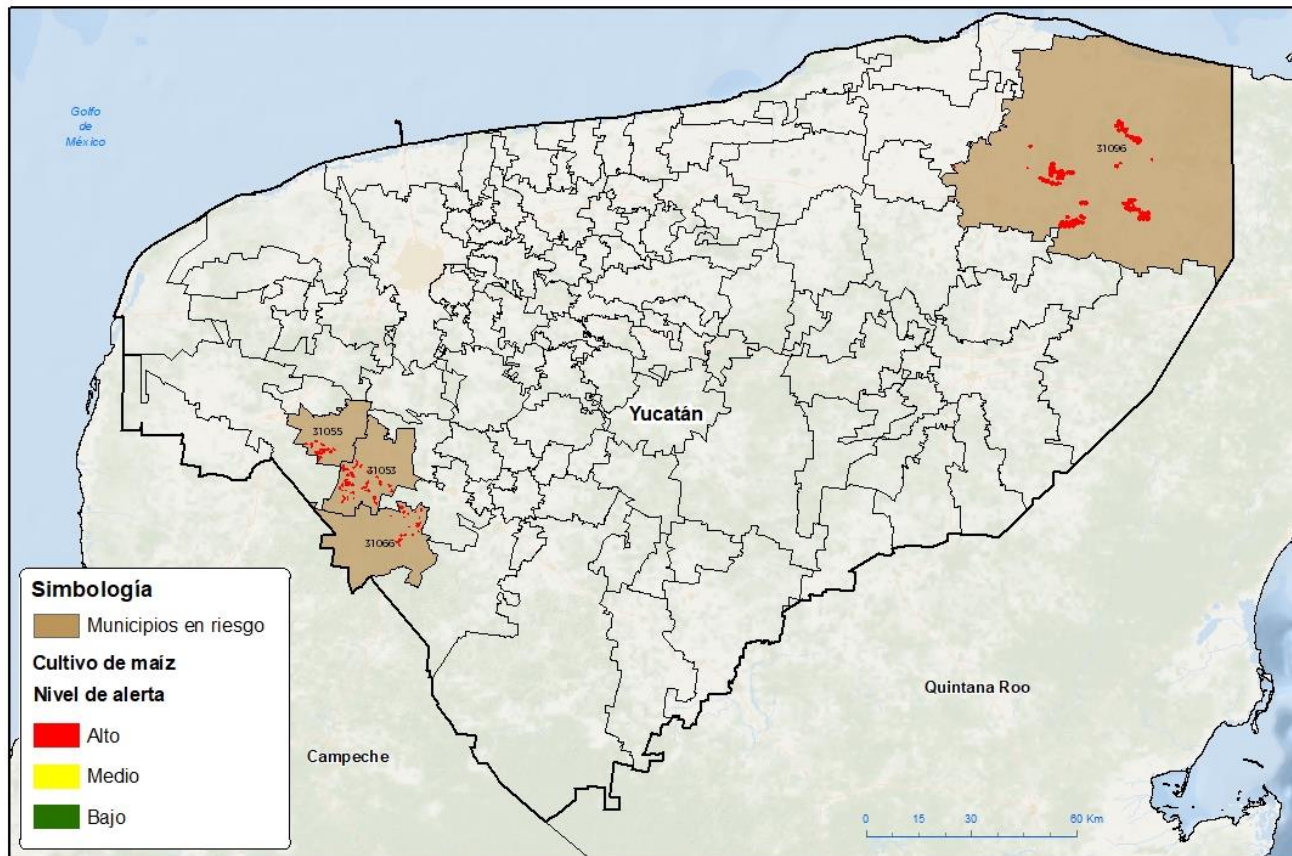 Golfo
de
México
31096
Yucatán
31055
31053
31066
Simbología
Municipios en riesgo
Cultivo de maíz
Nivel de alerta
Alto
Medio
Bajo
Campeche
Quintana Roo
0 15 30 60 Km